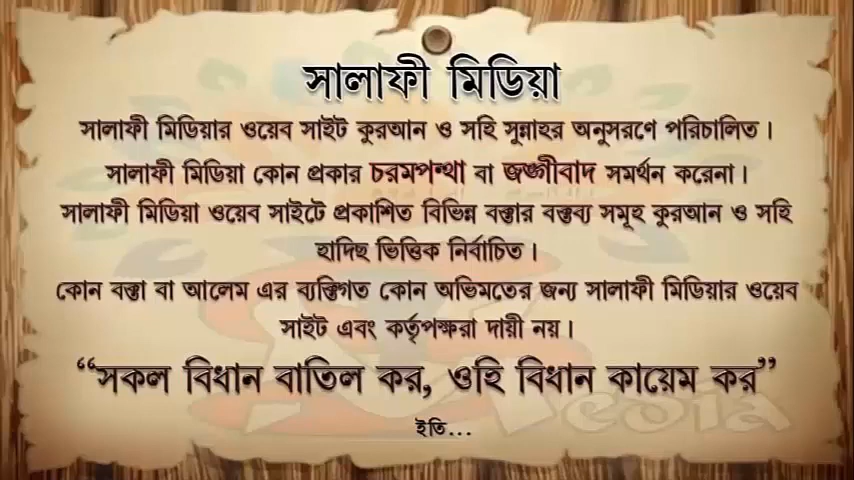 সালাফী মিডিয়া
সালাফী মিডিয়ার ওয়েব সাইট কুরআন ও সহি সুন্নাহর অনুসরণে পরিচালিত।
সালাফী মিডিয়া কোন প্রকার চরমপন্থা বা জঙ্গীবাদ সমর্থন করেনা।
সালাফী মিডিয়া ওয়েব সাইটে প্রকাশিত বিভিন্ন বক্তার বক্তব্য সমূহ কুরআন ও সহি
হাদিছ ভিত্তিক নির্বাচিত।
কোন বক্তা বা আলেম এর ব্যক্তিগত কোন অভিমতের জন্য সালাফী মিডিয়ার ওয়েব
সাইট এবং কর্তৃপক্ষরা দায়ী নয়।
“সকল বিধান বাতিল কর, ওহি বিধান কায়েম কর”
ইতি...